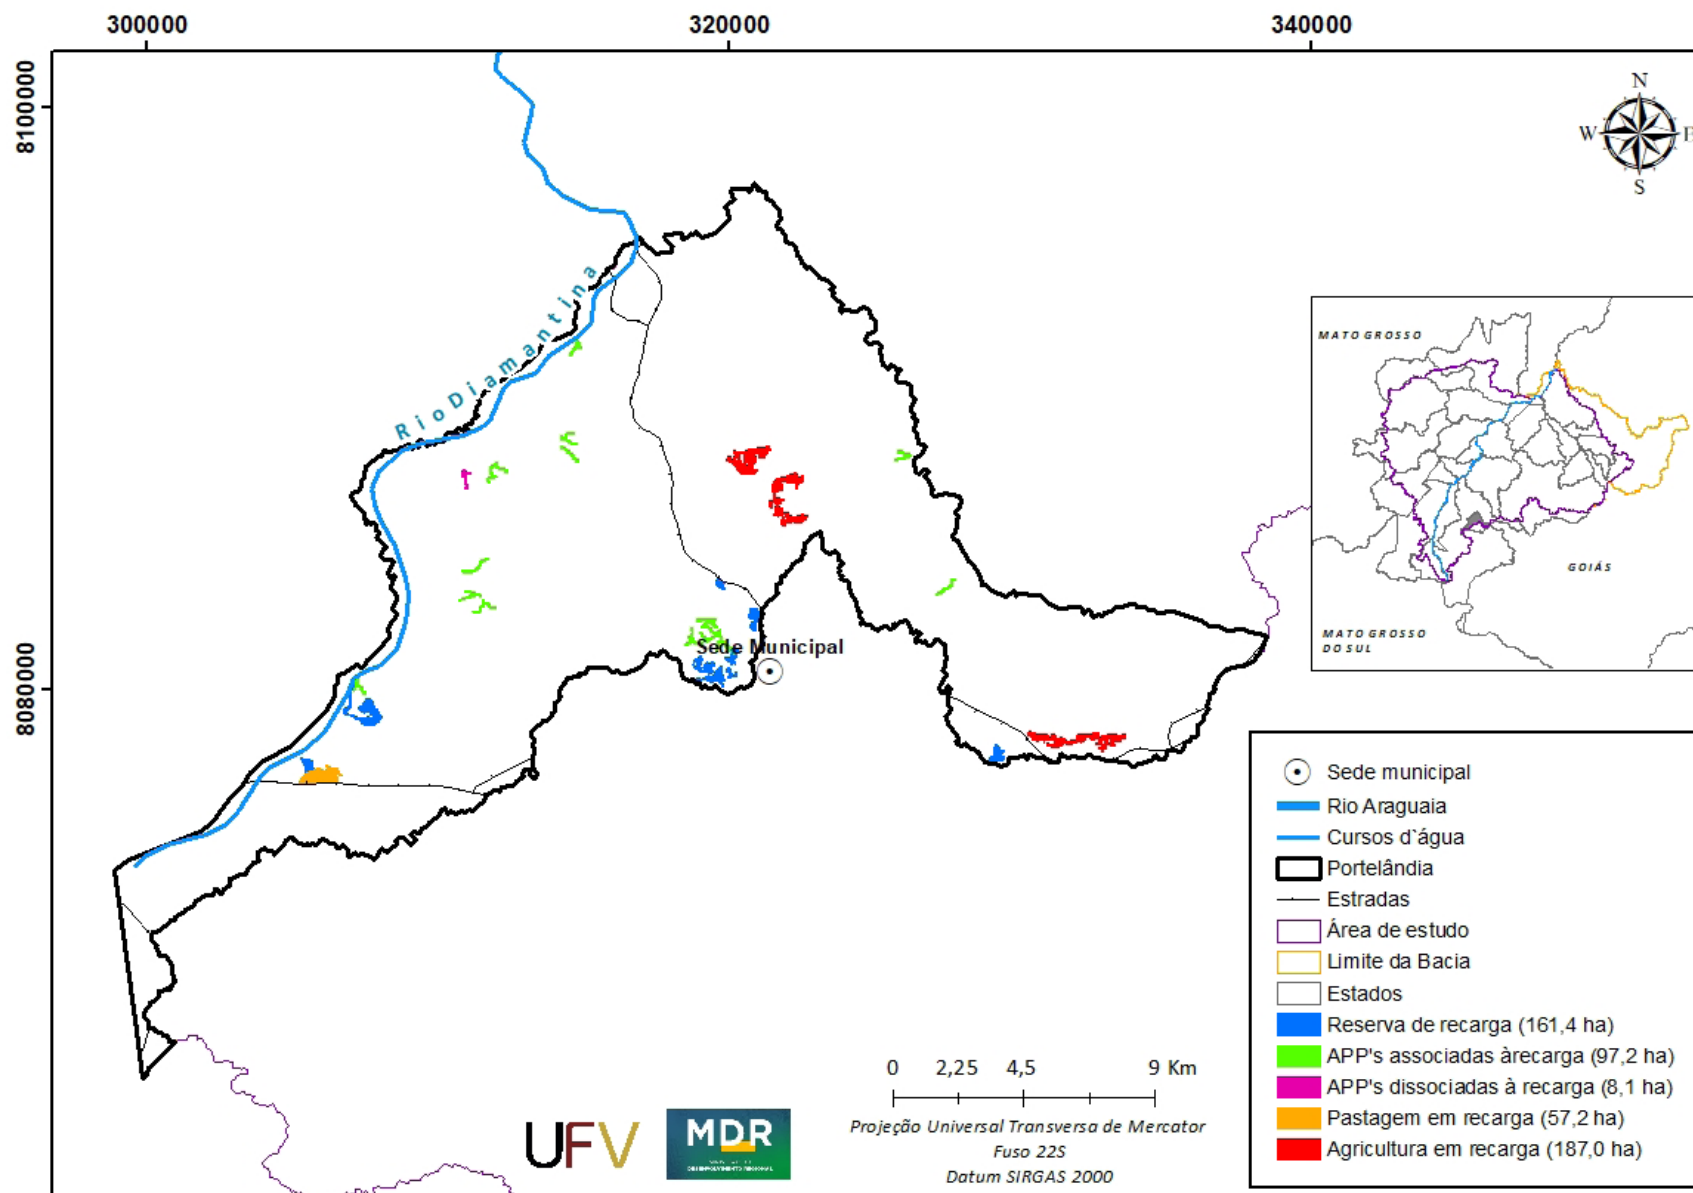 300000
320000
340000
8100000
8080000
N
W
E
S
Rio Diamantina
Sede Municipal
MATO GROSSO
GOIÁS
MATO GROSSO
DO SUL
Sede municipal
Rio Araguaia
Cursos d`água
Portelândia
Estradas
Área de estudo
Limite da Bacia
Estados
Reserva de recarga (161,4 ha)
APP's associadas àrecarga (97,2 ha)
APP's dissociadas à recarga (8,1 ha)
Pastagem em recarga (57,2 ha)
Agricultura em recarga (187,0 ha)
0 2,25 4,5 9 Km
Projeção Universal Transversa de Mercator
Fuso 22S
Datum SIRGAS 2000
UFV
MDR
DESENVOLVIMENTO REGIONAL